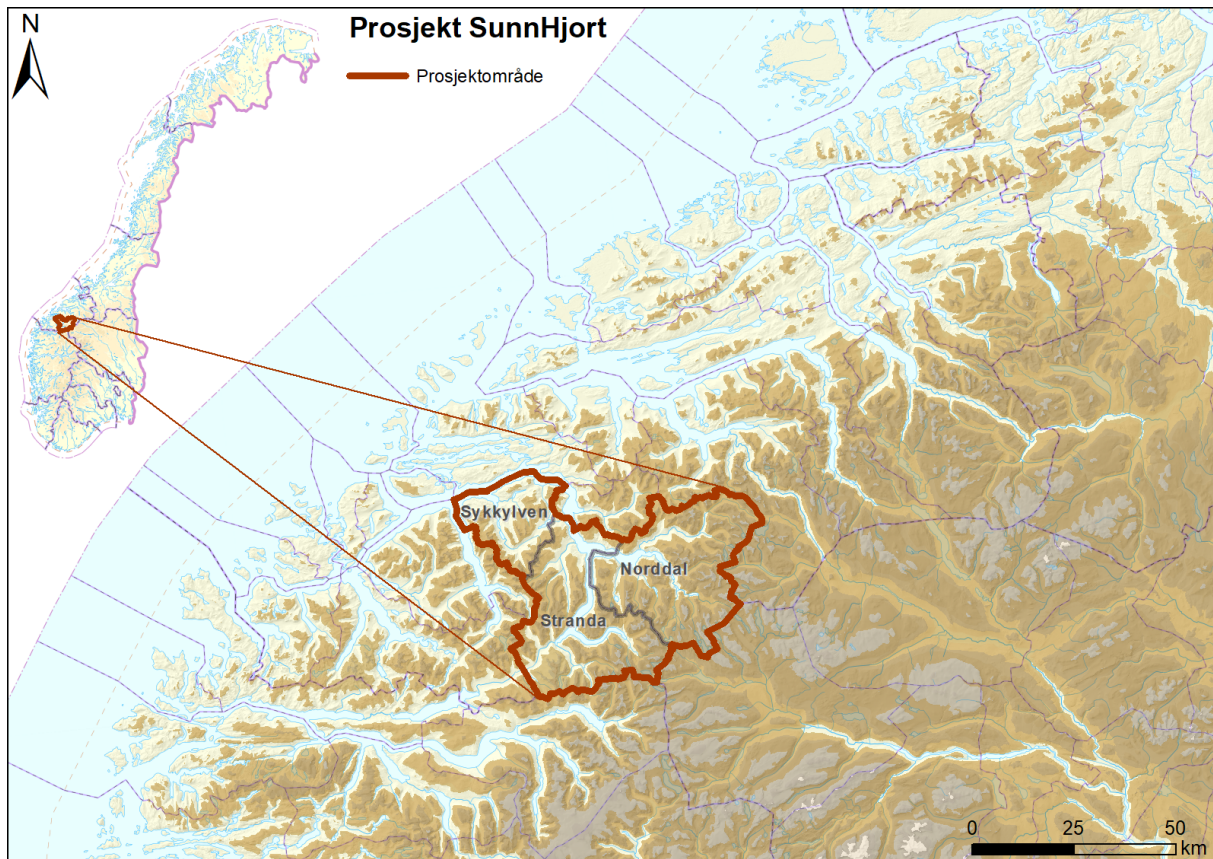 N
Prosjekt SunnHjort
Prosjektområde
Sykkylven
Norddal
Stranda
0 25 50
km